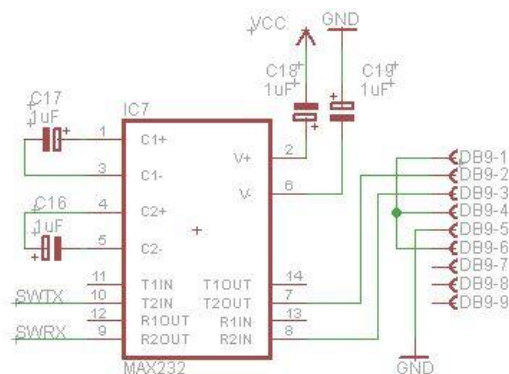 VCC
GND
C18
1uF
C19
1uF
C17
1uF
IC7
1
C1+
3
C1-
V+
2
V-
6
C16
1uF
4
C2+
5
C2-
11
T1IN
T1OUT
14
SWTX
10
T2IN
T2OUT
7
12
R1OUT
R1IN
13
SWRX
9
R2OUT
R2IN
8
MAX232
DB9-1
DB9-2
DB9-3
DB9-4
DB9-5
DB9-6
DB9-7
DB9-8
DB9-9
GND